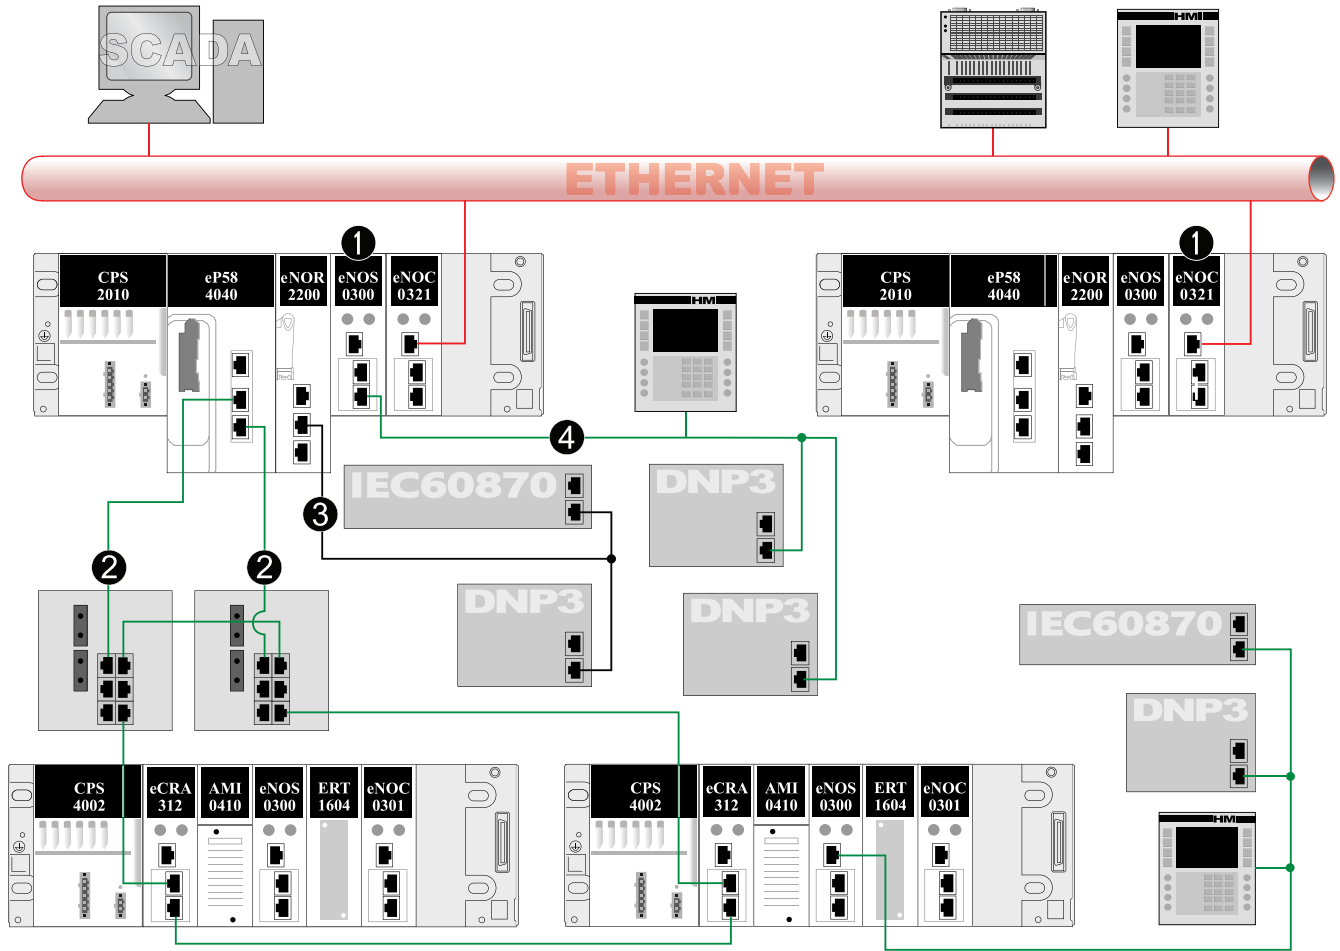 SCADA
HMI
ETHERNET
1
1
CPS
2010
eP58
4040
eNOR
2200
eNOS
0300
eNOC
0321
CPS
2010
eP58
4040
eNOR
2200
eNOS
0300
eNOC
0321
HMI
4
IEC60870
DNP3
3
2
2
DNP3
DNP3
IEC60870
DNP3
CPS
4002
eCRA
312
AMI
0410
eNOS
0300
ERT
1604
eNOC
0301
CPS
4002
eCRA
312
AMI
0410
eNOS
0300
ERT
1604
eNOC
0301
HMI